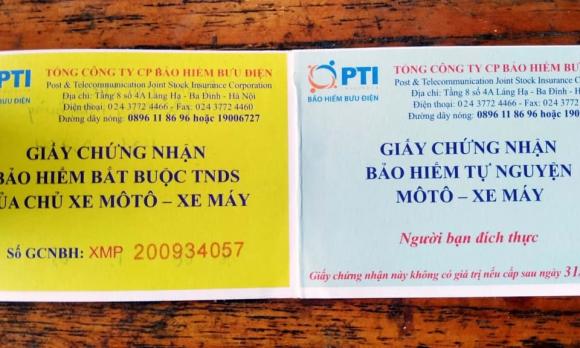 PTI
TỔNG CÔNG TY CP BẢO HIỂM BƯU ĐIỆN
Post & Telecommunication Joint Stock Insurance Corporation
Địa chỉ: Tầng 8 số 4A Láng Hạ - Ba Đình - Hà Nội
Điện thoại: 024 3772 4466 - Fax: 024 3772 4460
Đường dây nóng: 0896 11 86 96 hoặc 19006727
GIẤY CHỨNG NHẬN
BẢO HIỂM BẮT BUỘC TNDS
CỦA CHỦ XE MÔTÔ – XE MÁY
Số GCNBH: XMP 200934057
PTI
BẢO HIỂM BƯU ĐIỆN
TỔNG CÔNG TY CP BẢO HIỂM BƯU ĐIỆN
Post & Telecommunication Joint Stock Insurance
Địa chỉ: Tầng 8 số 4A Láng Hạ - Ba Đình - Hà
Điện thoại: 024 3772 4466 - Fax: 024 3772
Đường dây nóng: 0896 11 86 96 hoặc
GIẤY CHỨNG NHẬN
BẢO HIỂM TỰ NGUYỆN
MÔTÔ – XE MÁY
Người bạn đích thực
Giấy chứng nhận này không có giá trị nếu cấp sau ngày